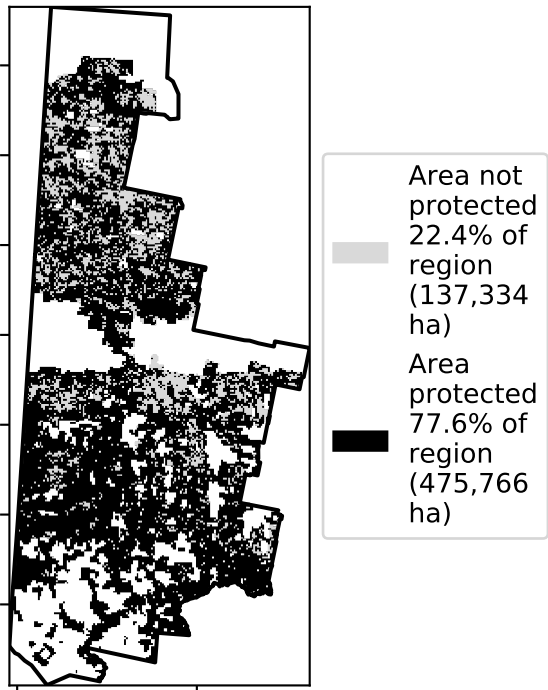 Area not
protected
22.4% of
region
(137,334
ha)
Area
protected
77.6% of
region
(475,766
ha)